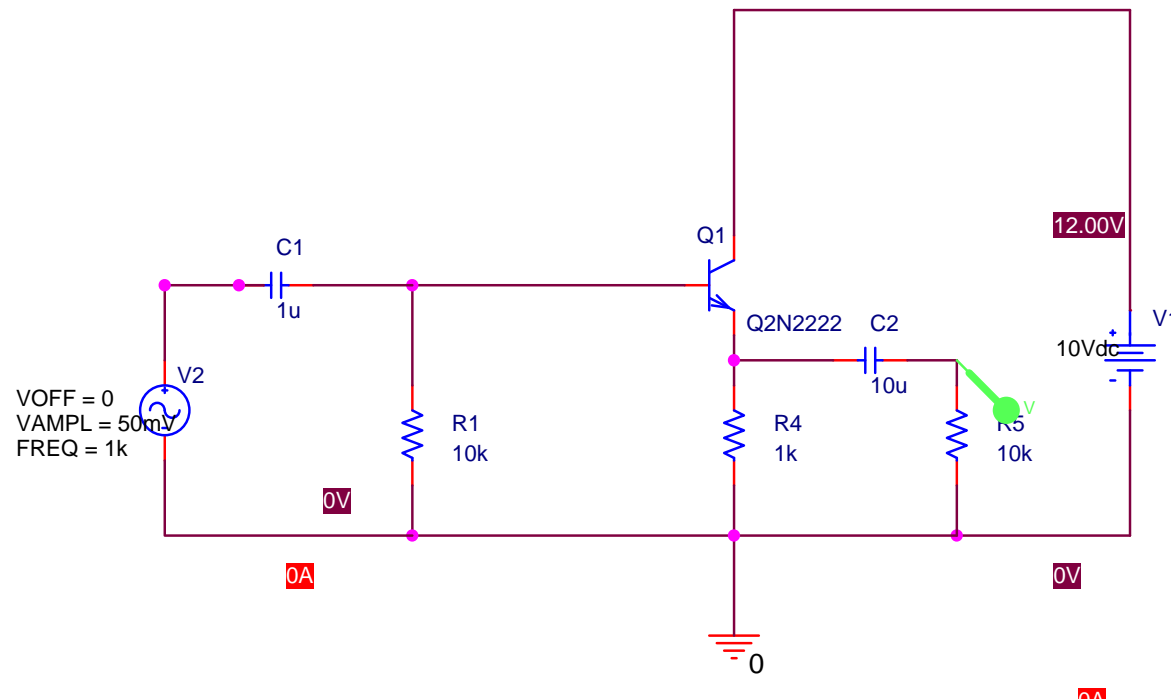 12.00V
Q1
C1
1u
Q2N2222
C2
10u
V1
10Vdc
+
-
V2
VOFF = 0
VAMPL = 50mV
FREQ = 1k
+
-
R1
10k
R4
1k
R5
10k
V
0V
0A
0V
0
0A